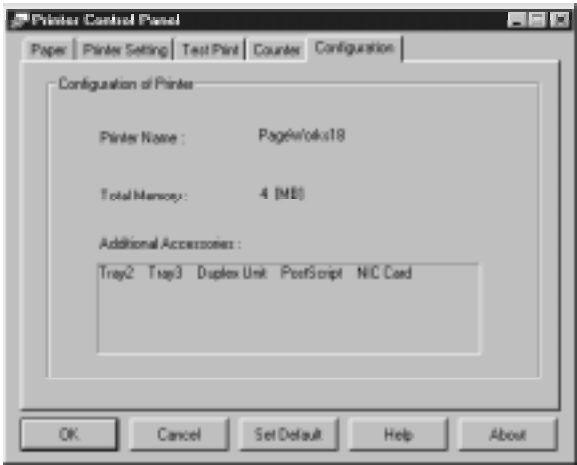 Printer Control Panel
Paper Printer Setting Test Print Counter Configuration
Configuration of Printer
Printer Name : PageWorks18
Total Memory : 4 [MB]
Additional Accessories :
Tray2 Tray3 Duplex Unit PostScript NIC Card
OK Cancel Set Default Help About